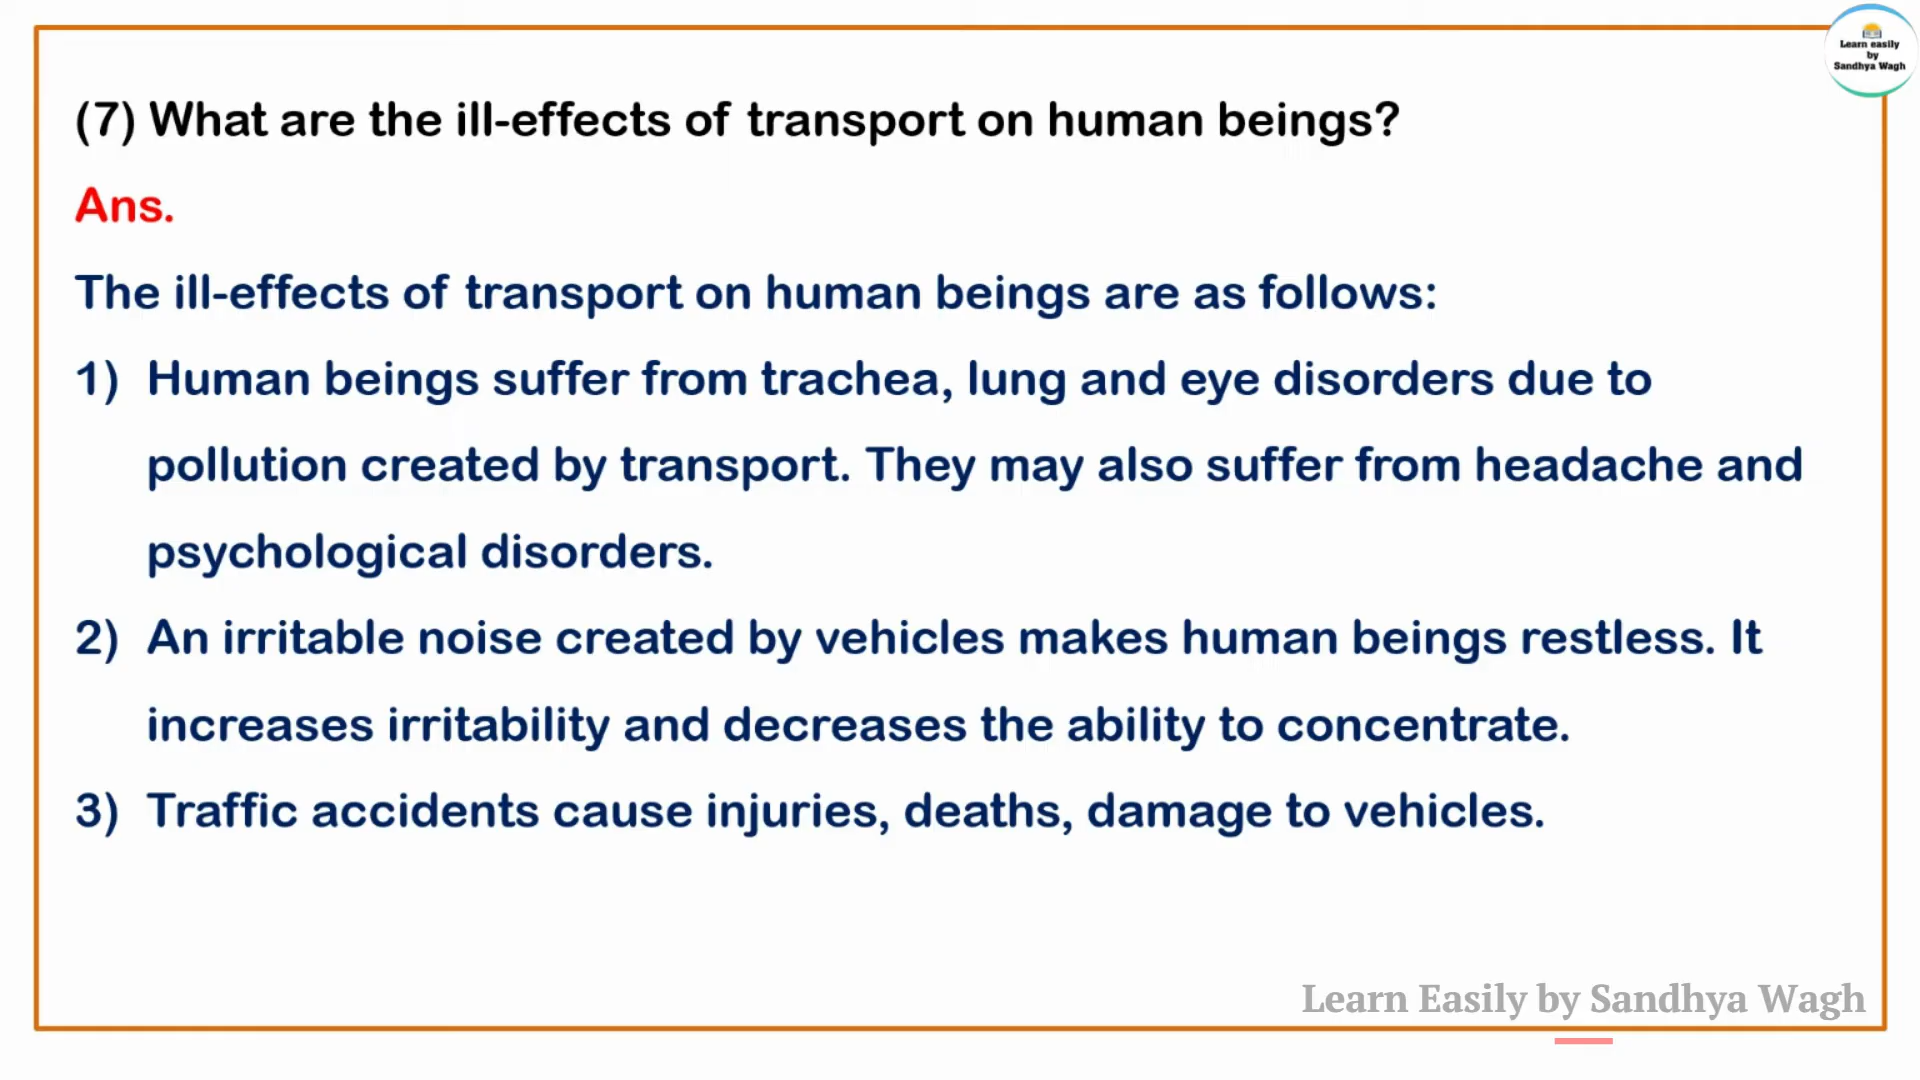 Learn easily
by
Sandhya Wagh
(7) What are the ill-effects of transport on human beings?
Ans.
The ill-effects of transport on human beings are as follows:
1) Human beings suffer from trachea, lung and eye disorders due to
pollution created by transport. They may also suffer from headache and
psychological disorders.
2) An irritable noise created by vehicles makes human beings restless. It
increases irritability and decreases the ability to concentrate.
3) Traffic accidents cause injuries, deaths, damage to vehicles.
Learn Easily by Sandhya Wagh